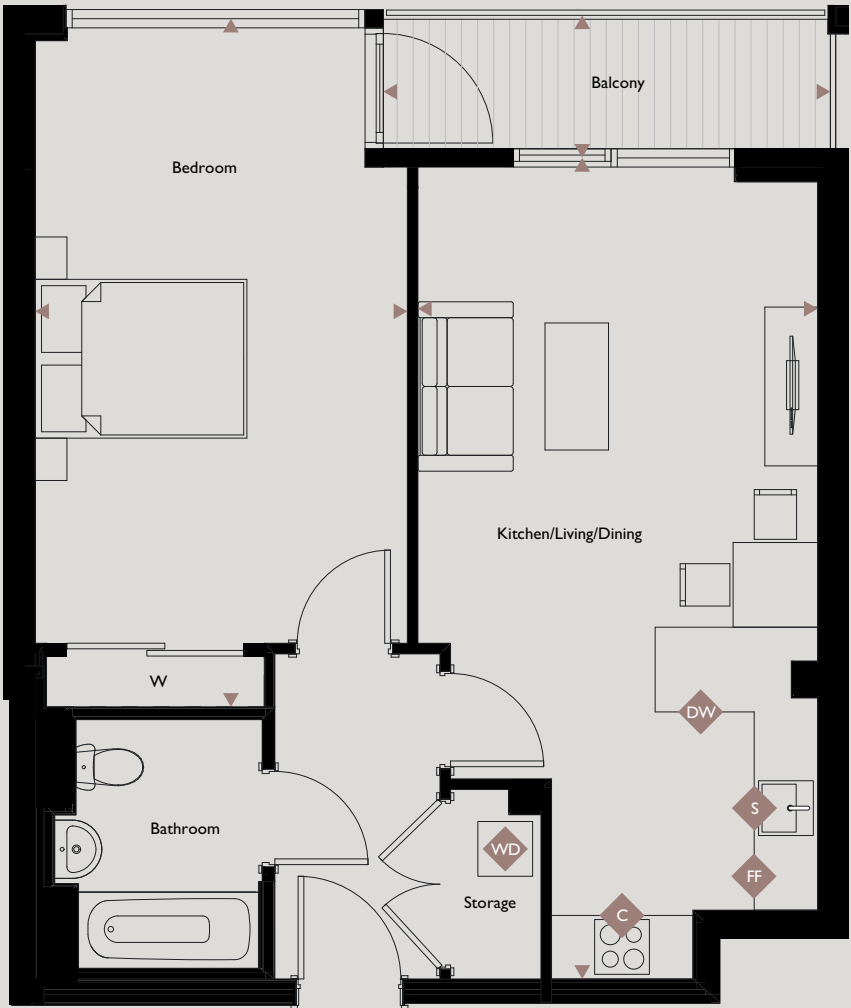 Balcony
Bedroom
Kitchen/Living/Dining
W
DW
S
Bathroom
WD
FF
Storage
C